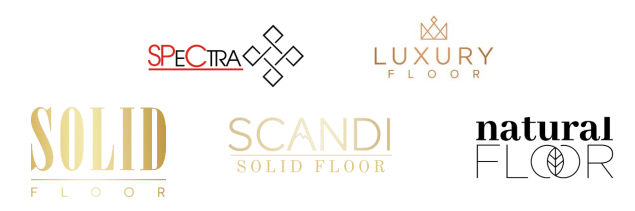 SPECTRA
LUXURY
FLOOR
SOLID
FLOOR
SCANDI
SOLID FLOOR
natural
FLOOR